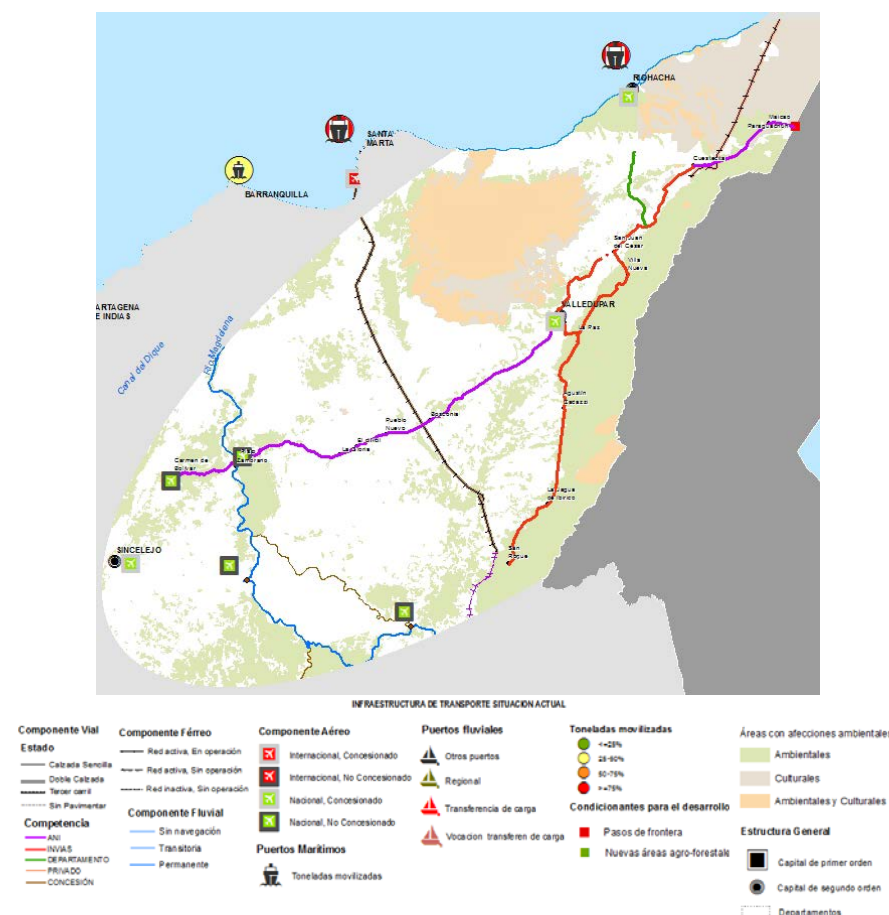 RIOHACHA
SANTA
MARTA
Maicao
Paraguachón
BARRANQUILLA
Cuestecita
San Juan
del Cesar
Villa
Nueva
CARTAGENA
DE INDIAS
VALLEDUPAR
La Paz
Canal del Dique
Río Magdalena
Agustín
Codazzi
Pueblo
Nuevo
Bosconia
El difícil
La Loma
Carmen de
Bolívar
Zambrano
La Jagua
de Ibirico
SINCELEJO
San
Roque
INFRAESTRUCTURA DE TRANSPORTE SITUACION ACTUAL
Componente Vial
Estado
Calzada Sencilla
Doble Calzada
Tercer carril
Sin Pavimentar
Competencia
ANI
INVIAS
DEPARTAMENTO
PRIVADO
CONCESIÓN
Componente Férreo
Red activa, En operación
Red activa, Sin operación
Red inactiva, Sin operación
Componente Fluvial
Sin navegación
Transitoria
Permanente
Componente Aéreo
Internacional, Concesionado
Internacional, No Concesionado
Nacional, Concesionado
Nacional, No Concesionado
Puertos Marítimos
Toneladas movilizadas
Puertos fluviales
Otros puertos
Regional
Transferencia de carga
Vocacion transferen de carga
Toneladas movilizadas
<=25%
25-50%
50-75%
>=75%
Condicionantes para el desarrollo
Pasos de frontera
Nuevas áreas agro-forestale
Áreas con afecciones ambientales
Ambientales
Culturales
Ambientales y Culturales
Estructura General
Capital de primer orden
Capital de segundo orden
Departamentos